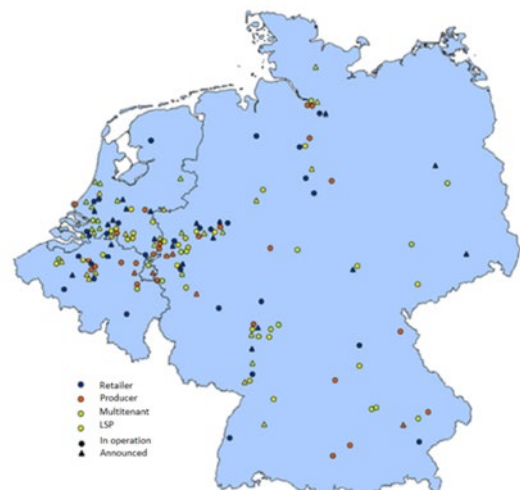 Retailer
Producer
Multitenant
LSP
In operation
Announced